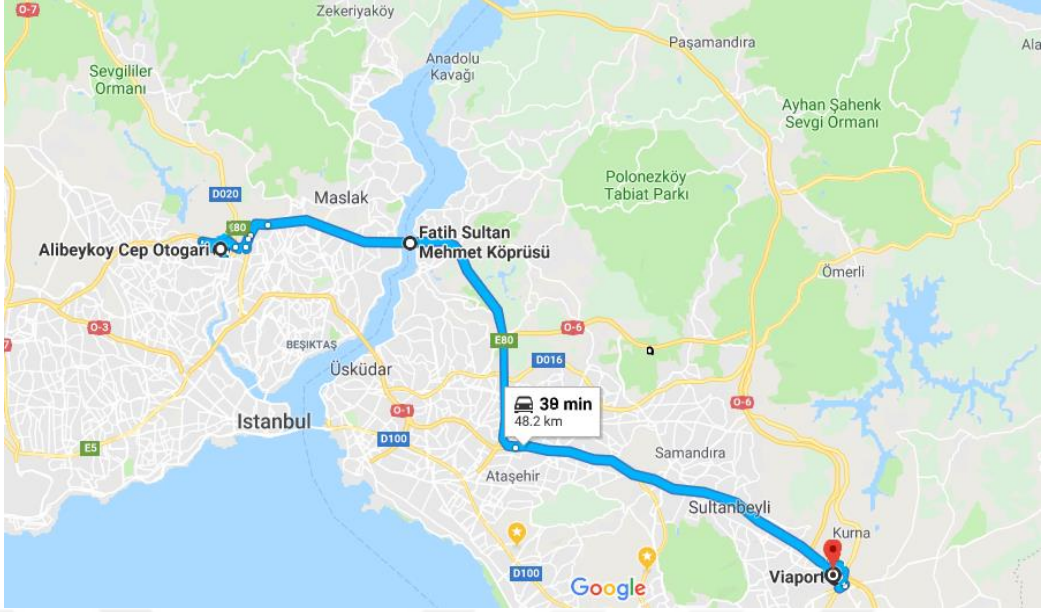 O-7
Zekeriyaköy
Anadolu
Kavağı
Paşamandıra
Sevgililer
Ormanı
Ayhan Şahenk
Sevgi Ormanı
Polonezköy
Tabiat Parkı
D020
Maslak
E80
Alibeykoy Cep Otogari
Fatih Sultan
Mehmet Köprüsü
Ömerli
O-3
O-6
E80
BEŞİKTAŞ
D016
Üsküdar
O-1
O-6
Istanbul
39 min
48.2 km
D100
E5
Samandıra
Ataşehir
Sultanbeyli
Kurna
D100
Viaport
Google